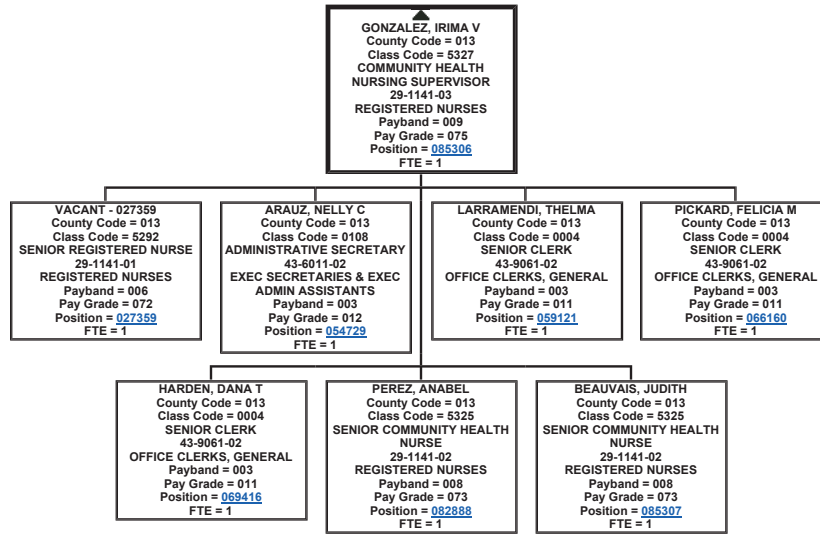 GONZALEZ, IRIMA V
County Code = 013
Class Code = 5327
COMMUNITY HEALTH
NURSING SUPERVISOR
29-1141-03
REGISTERED NURSES
Payband = 009
Pay Grade = 075
Position = 085306
FTE = 1
VACANT - 027359
County Code = 013
Class Code = 5292
SENIOR REGISTERED NURSE
29-1141-01
REGISTERED NURSES
Payband = 006
Pay Grade = 072
Position = 027359
FTE = 1
ARAUZ, NELLY C
County Code = 013
Class Code = 0108
ADMINISTRATIVE SECRETARY
43-6011-02
EXEC SECRETARIES & EXEC
ADMIN ASSISTANTS
Payband = 003
Pay Grade = 012
Position = 054729
FTE = 1
LARRAMENDI, THELMA
County Code = 013
Class Code = 0004
SENIOR CLERK
43-9061-02
OFFICE CLERKS, GENERAL
Payband = 003
Pay Grade = 011
Position = 059121
FTE = 1
PICKARD, FELICIA M
County Code = 013
Class Code = 0004
SENIOR CLERK
43-9061-02
OFFICE CLERKS, GENERAL
Payband = 003
Pay Grade = 011
Position = 066160
FTE = 1
HARDEN, DANA T
County Code = 013
Class Code = 0004
SENIOR CLERK
43-9061-02
OFFICE CLERKS, GENERAL
Payband = 003
Pay Grade = 011
Position = 069416
FTE = 1
PEREZ, ANABEL
County Code = 013
Class Code = 5325
SENIOR COMMUNITY HEALTH
NURSE
29-1141-02
REGISTERED NURSES
Payband = 008
Pay Grade = 073
Position = 082888
FTE = 1
BEAUVAIS, JUDITH
County Code = 013
Class Code = 5325
SENIOR COMMUNITY HEALTH
NURSE
29-1141-02
REGISTERED NURSES
Payband = 008
Pay Grade = 073
Position = 085307
FTE = 1